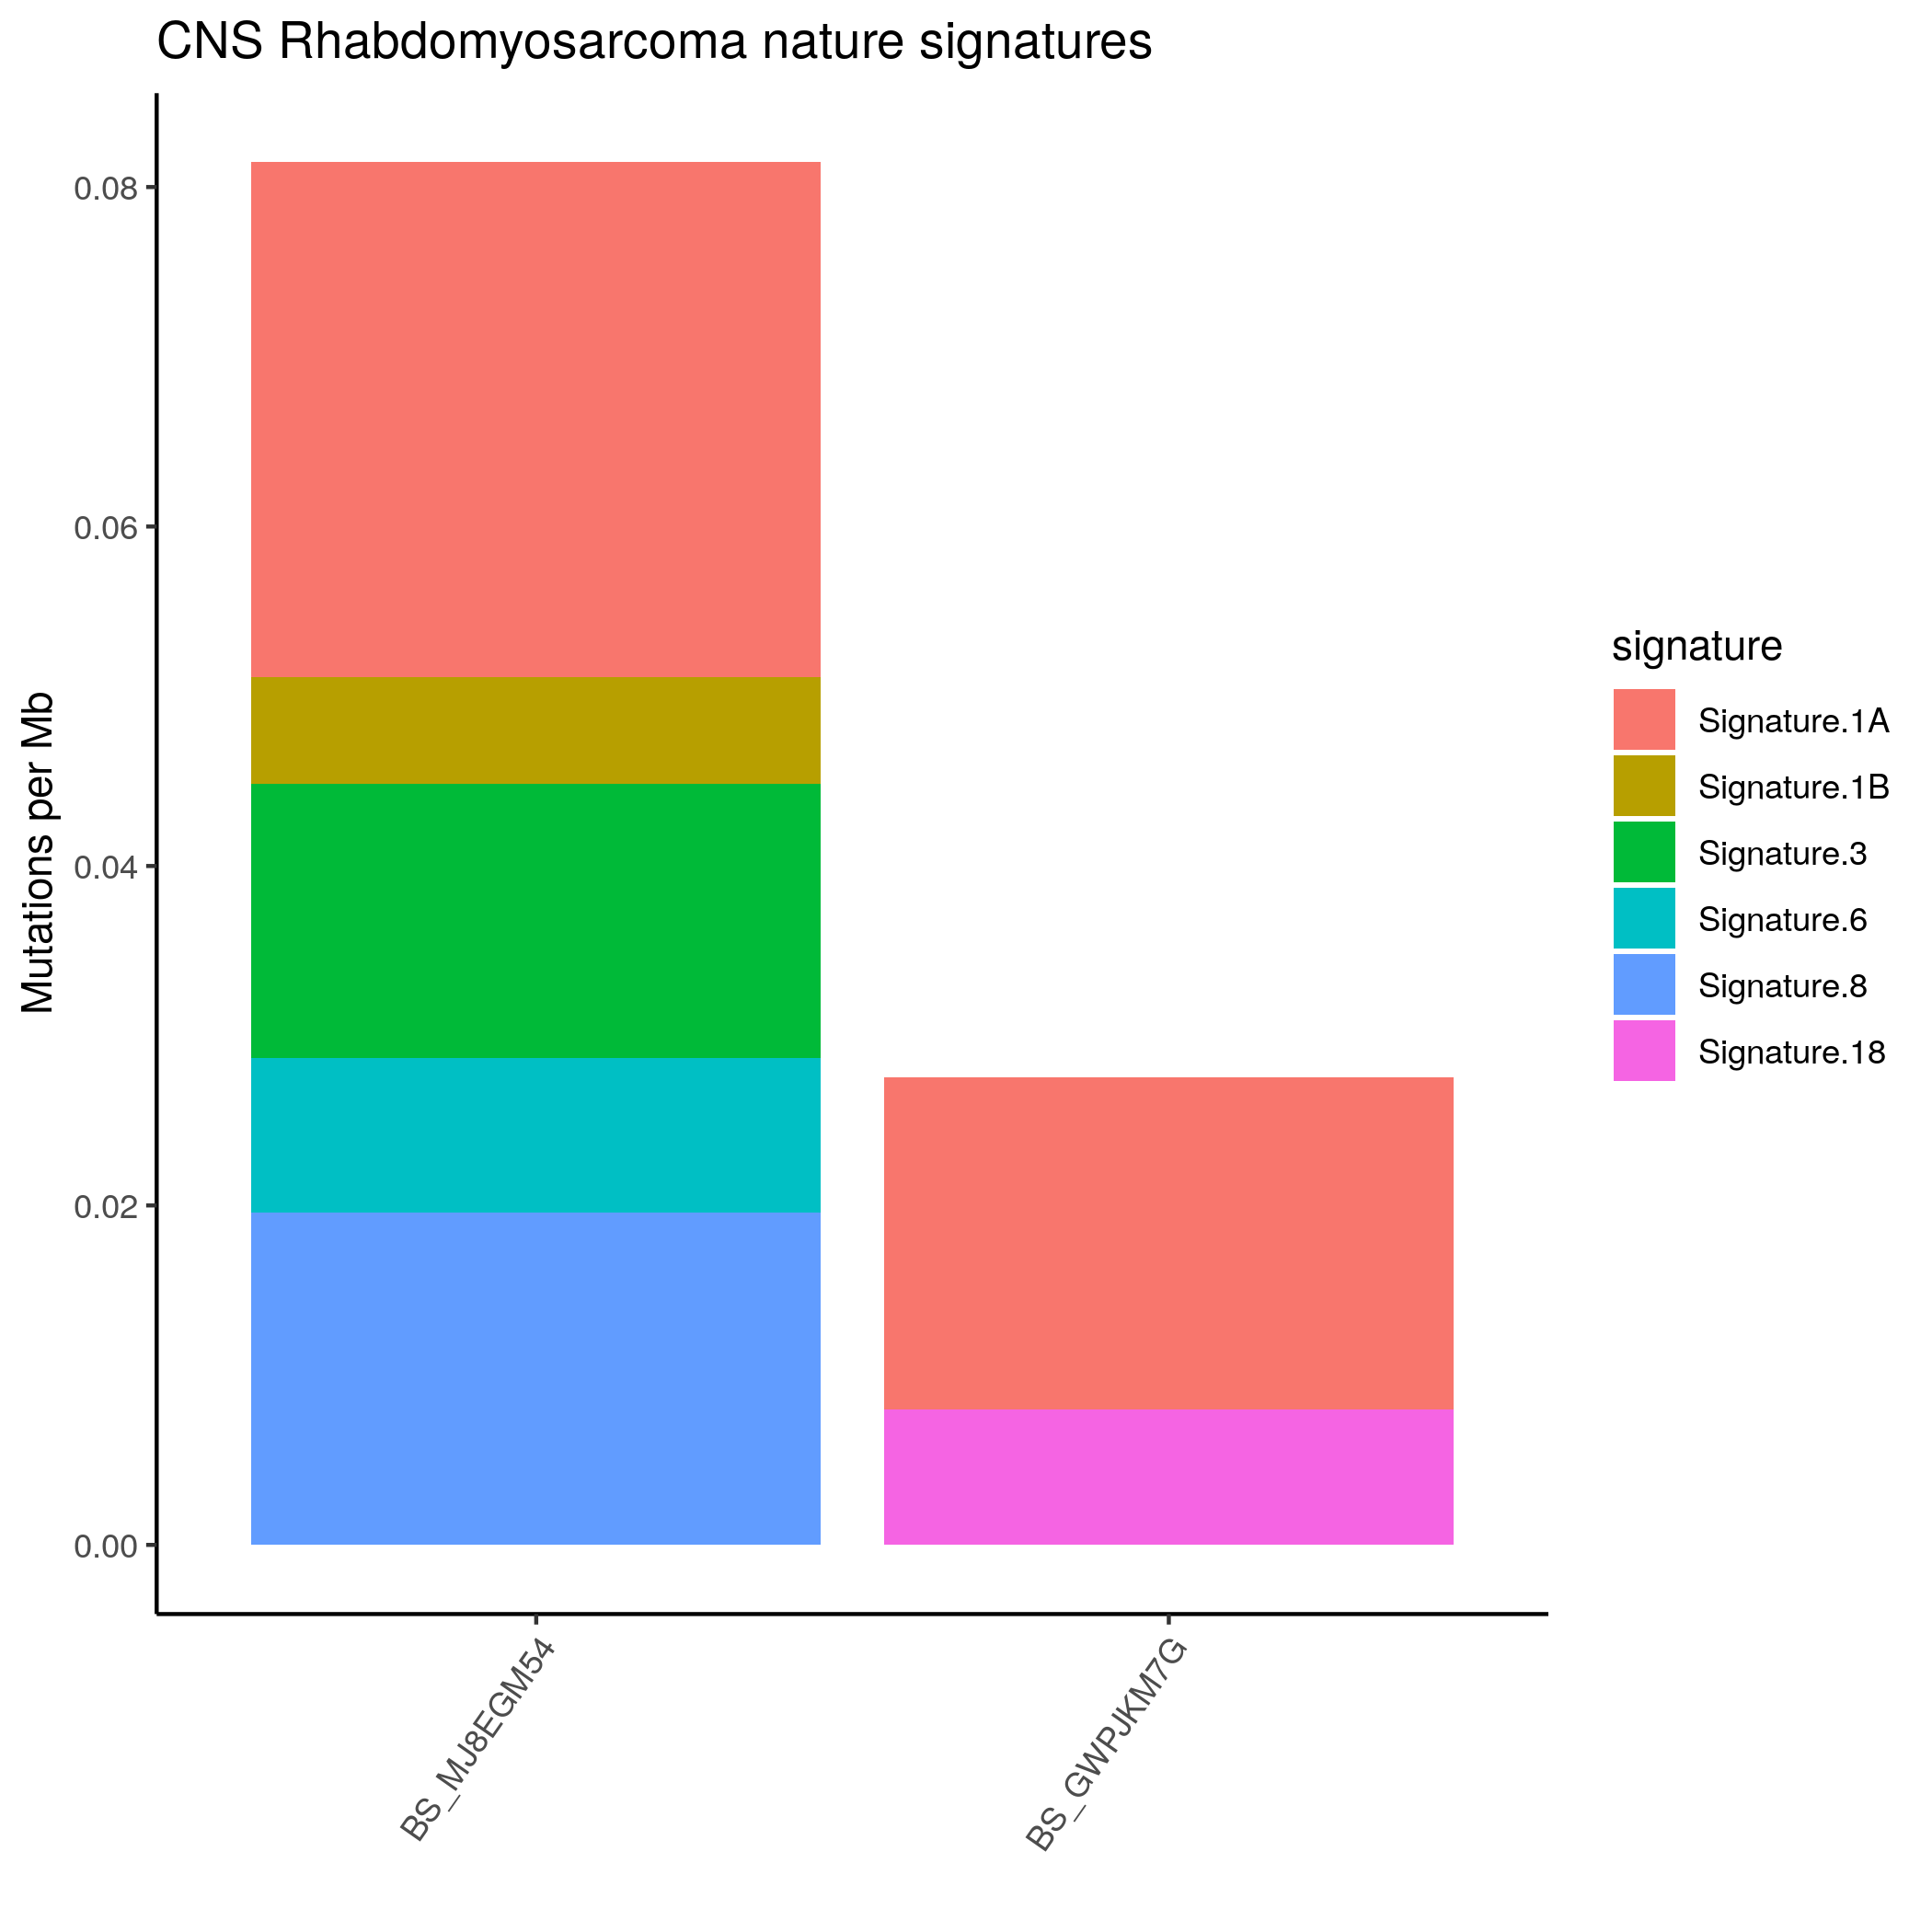 CNS Rhabdomyosarcoma nature signatures
Mutations per Mb
0.08
0.06
0.04
0.02
0.00
BS_MJ8EGM54
BS_GWPJKM7G
signature
Signature.1A
Signature.1B
Signature.3
Signature.6
Signature.8
Signature.18